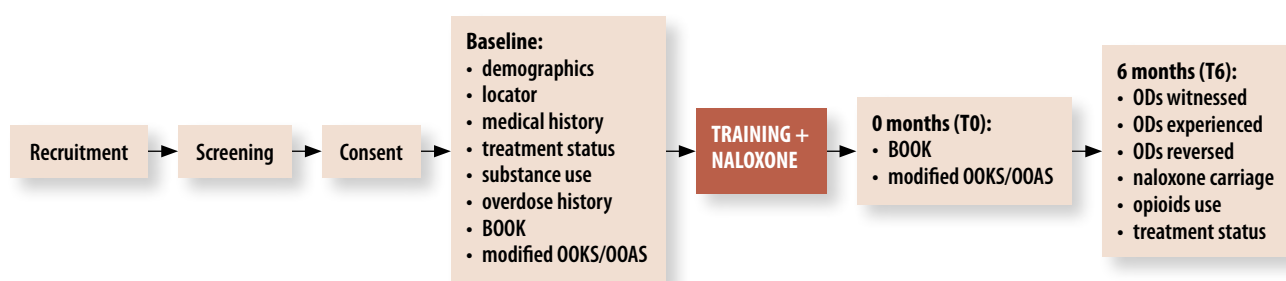 Recruitment
Screening
Consent
Baseline:
• demographics
• locator
• medical history
• treatment status
• substance use
• overdose history
• BOOK
• modified OOKS/OOAS
TRAINING +
NALOXONE
0 months (T0):
• BOOK
• modified OOKS/OOAS
6 months (T6):
• ODs witnessed
• ODs experienced
• ODs reversed
• naloxone carriage
• opioids use
• treatment status